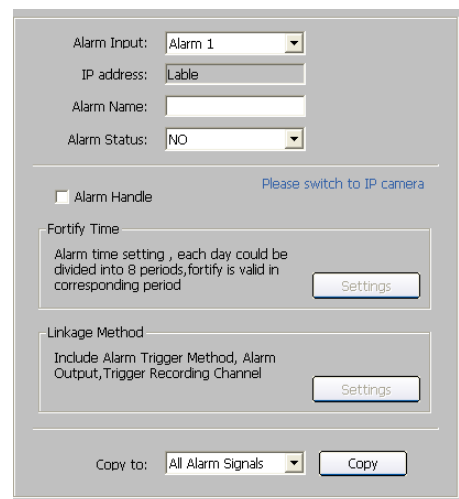 Alarm Input: Alarm 1
IP address: Lable
Alarm Name:
Alarm Status: NO
Please switch to IP camera
Alarm Handle
Fortify Time
Alarm time setting , each day could be
divided into 8 periods,fortify is valid in
corresponding period
Settings
Linkage Method
Include Alarm Trigger Method, Alarm
Output,Trigger Recording Channel
Settings
Copy to: All Alarm Signals Copy